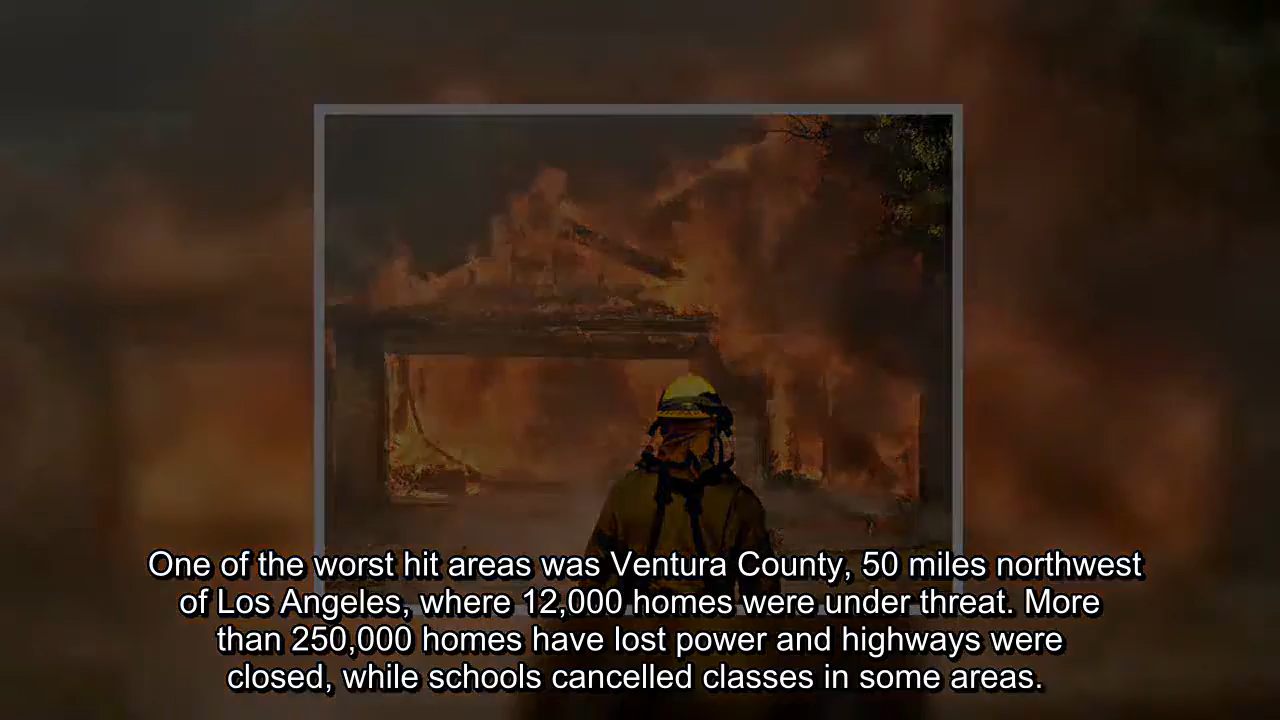 One of the worst hit areas was Ventura County, 50 miles northwest
of Los Angeles, where 12,000 homes were under threat. More
than 250,000 homes have lost power and highways were
closed, while schools cancelled classes in some areas.